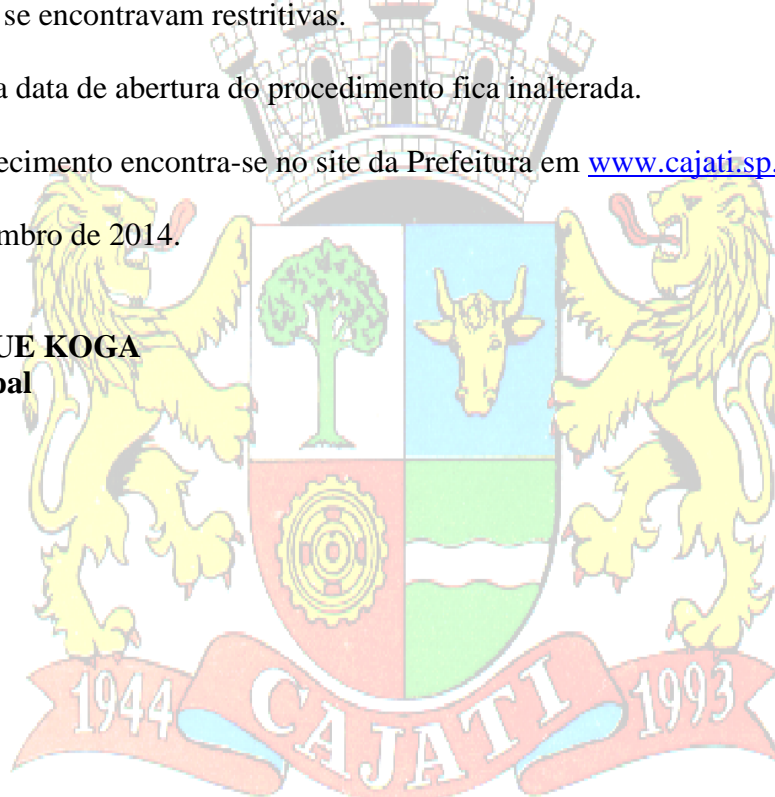 se encontravam restritivas.
a data de abertura do procedimento fica inalterada.
ecimento encontra-se no site da Prefeitura em www.cajati.sp.
mbro de 2014.
UE KOGA
pal
1944 CAJATI 1993